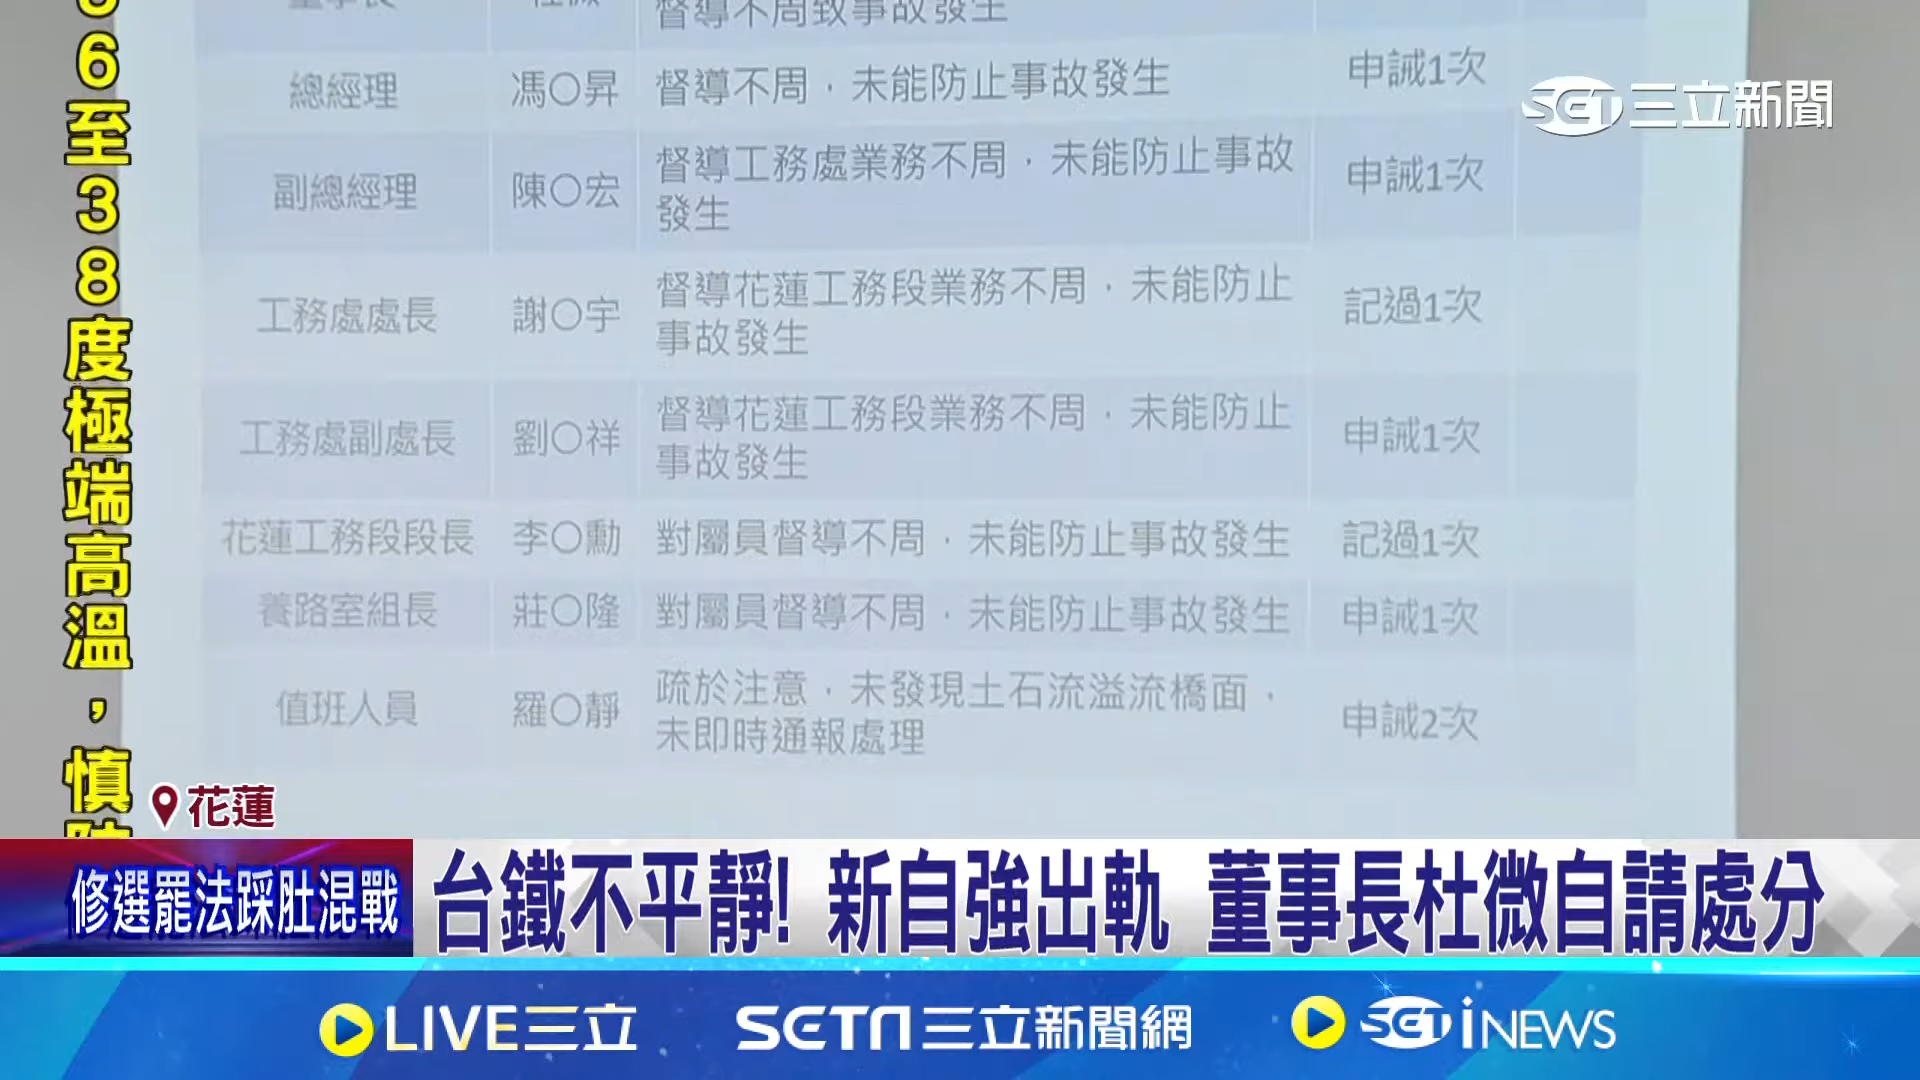 6至38度極端高溫，慎
董事長 杜微 督導不周致事故發生
總經理 馮〇昇 督導不周，未能防止事故發生 申誡1次
副總經理 陳〇宏 督導工務處業務不周，未能防止事故
發生 申誡1次
工務處處長 謝〇宇 督導花蓮工務段業務不周，未能防止
事故發生 記過1次
工務處副處長 劉〇祥 督導花蓮工務段業務不周，未能防止
事故發生 申誡1次
花蓮工務段段長 李〇勳 對屬員督導不周，未能防止事故發生 記過1次
養路室組長 莊〇隆 對屬員督導不周，未能防止事故發生 申誡1次
值班人員 羅〇靜 疏於注意，未發現土石流溢流橋面，
未即時通報處理 申誡2次
SET三立新聞
花蓮
修選罷法踩肚混戰
台鐵不平靜! 新自強出軌 董事長杜微自請處分
LIVE三立
SETN三立新聞網
SET iNEWS